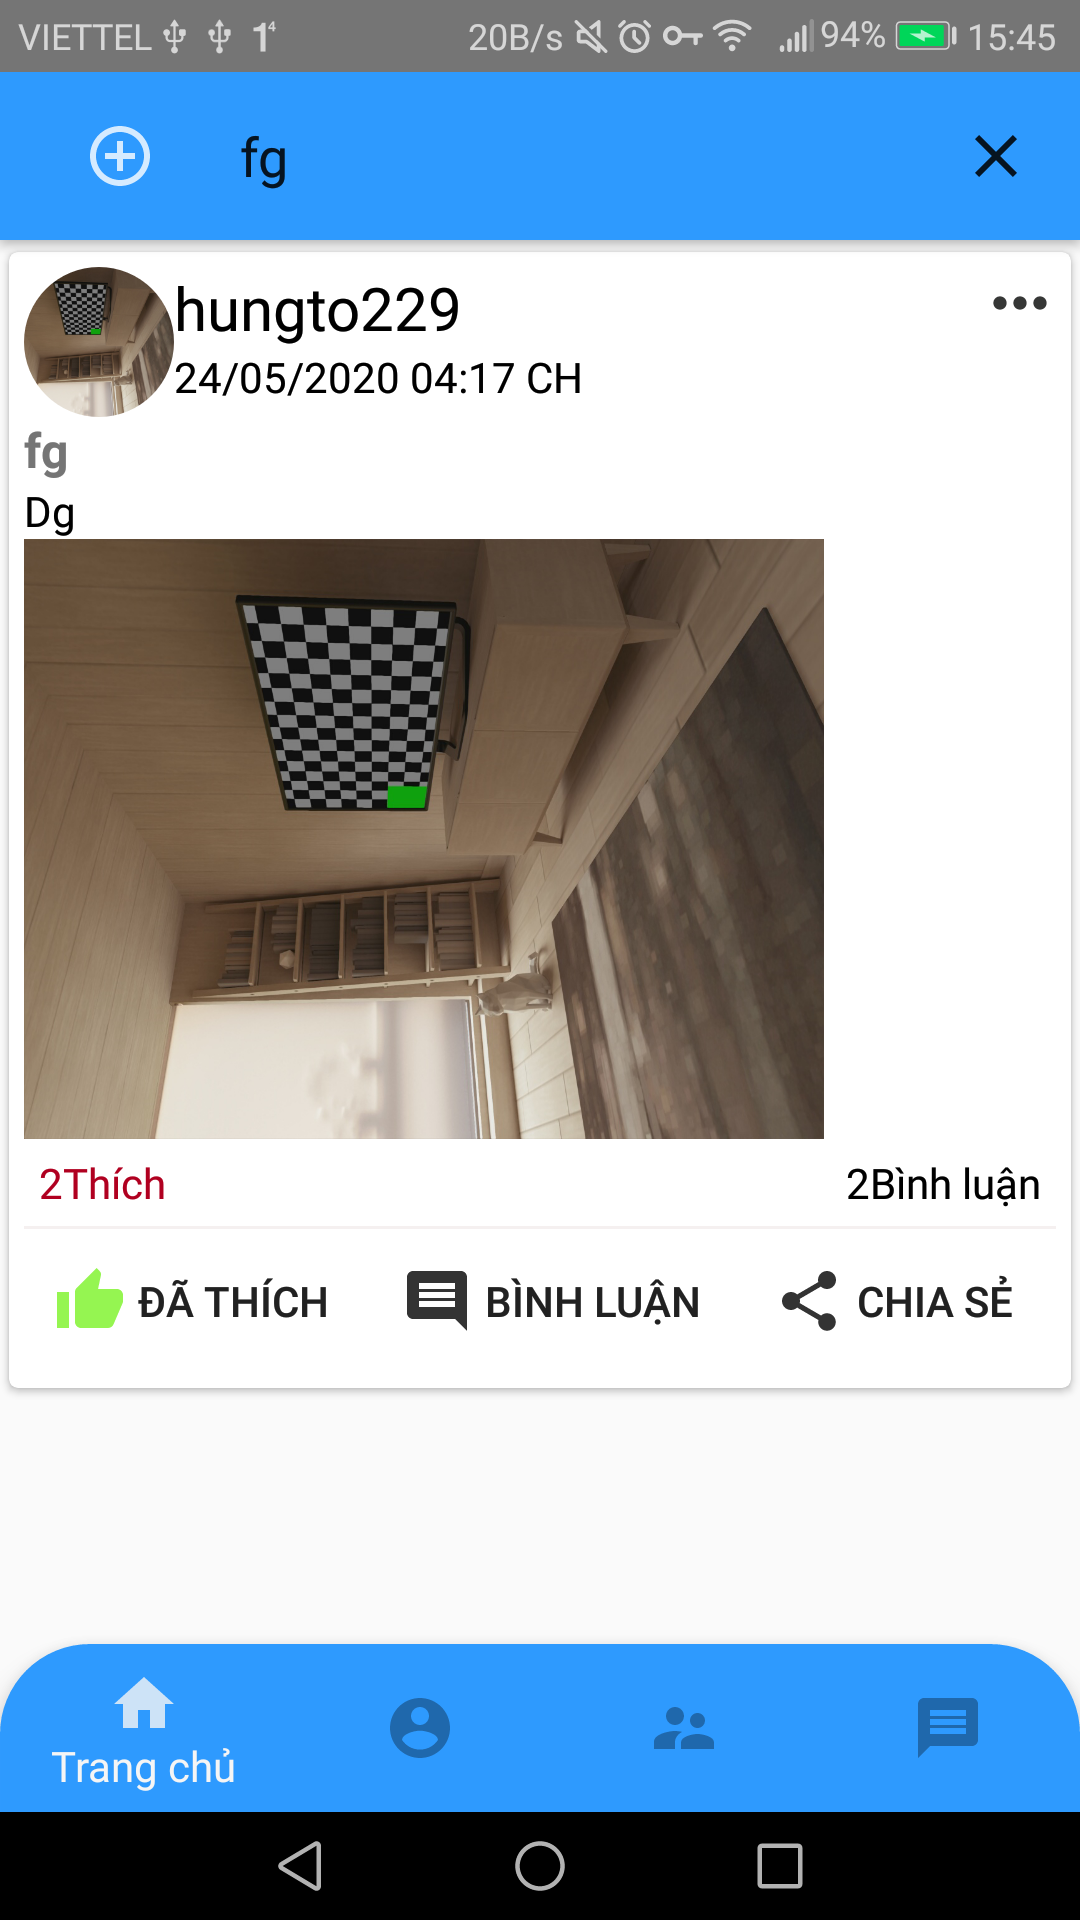 VIETTEL 1⁴ 20B/s 94% 15:45
fg
hungto229
24/05/2020 04:17 CH
fg
Dg
2Thích 2Bình luận
ĐÃ THÍCH BÌNH LUẬN CHIA SẺ
Trang chủ